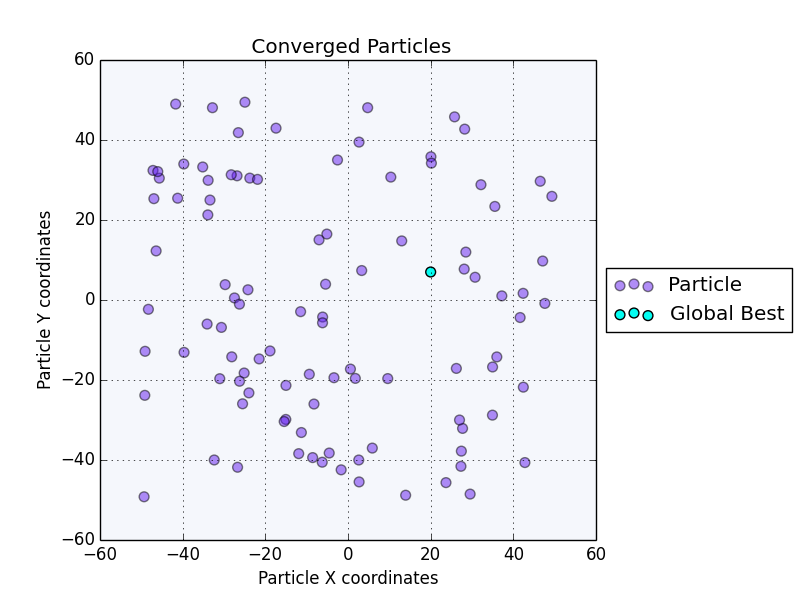 Converged Particles
60
40
20
0
−20
−40
−60
−60 −40 −20 0 20 40 60
Particle X coordinates
Particle Y coordinates
Particle
Global Best